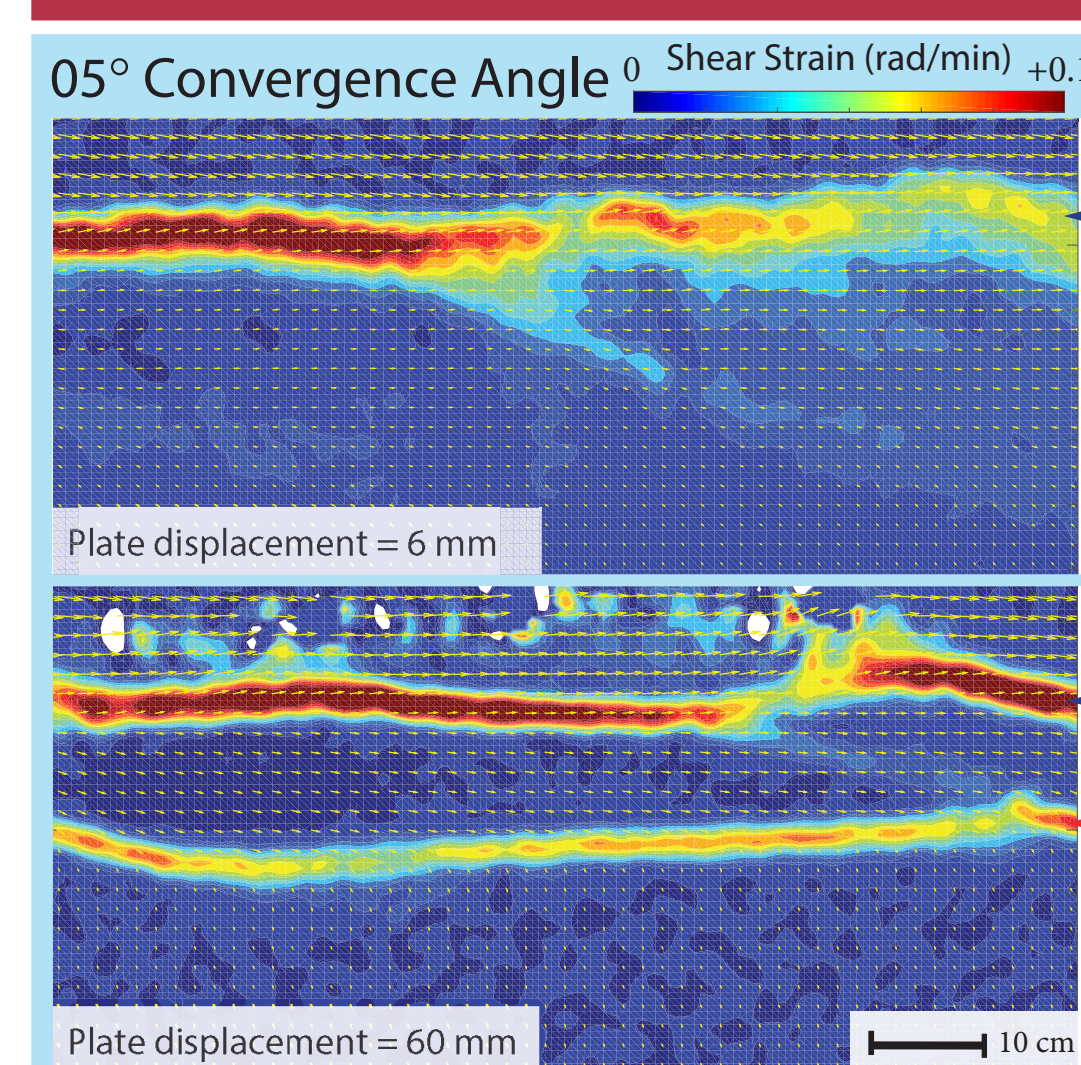 05° Convergence Angle
0 Shear Strain (rad/min)
Plate displacement = 6 mm
Plate displacement = 60 mm
10 cm